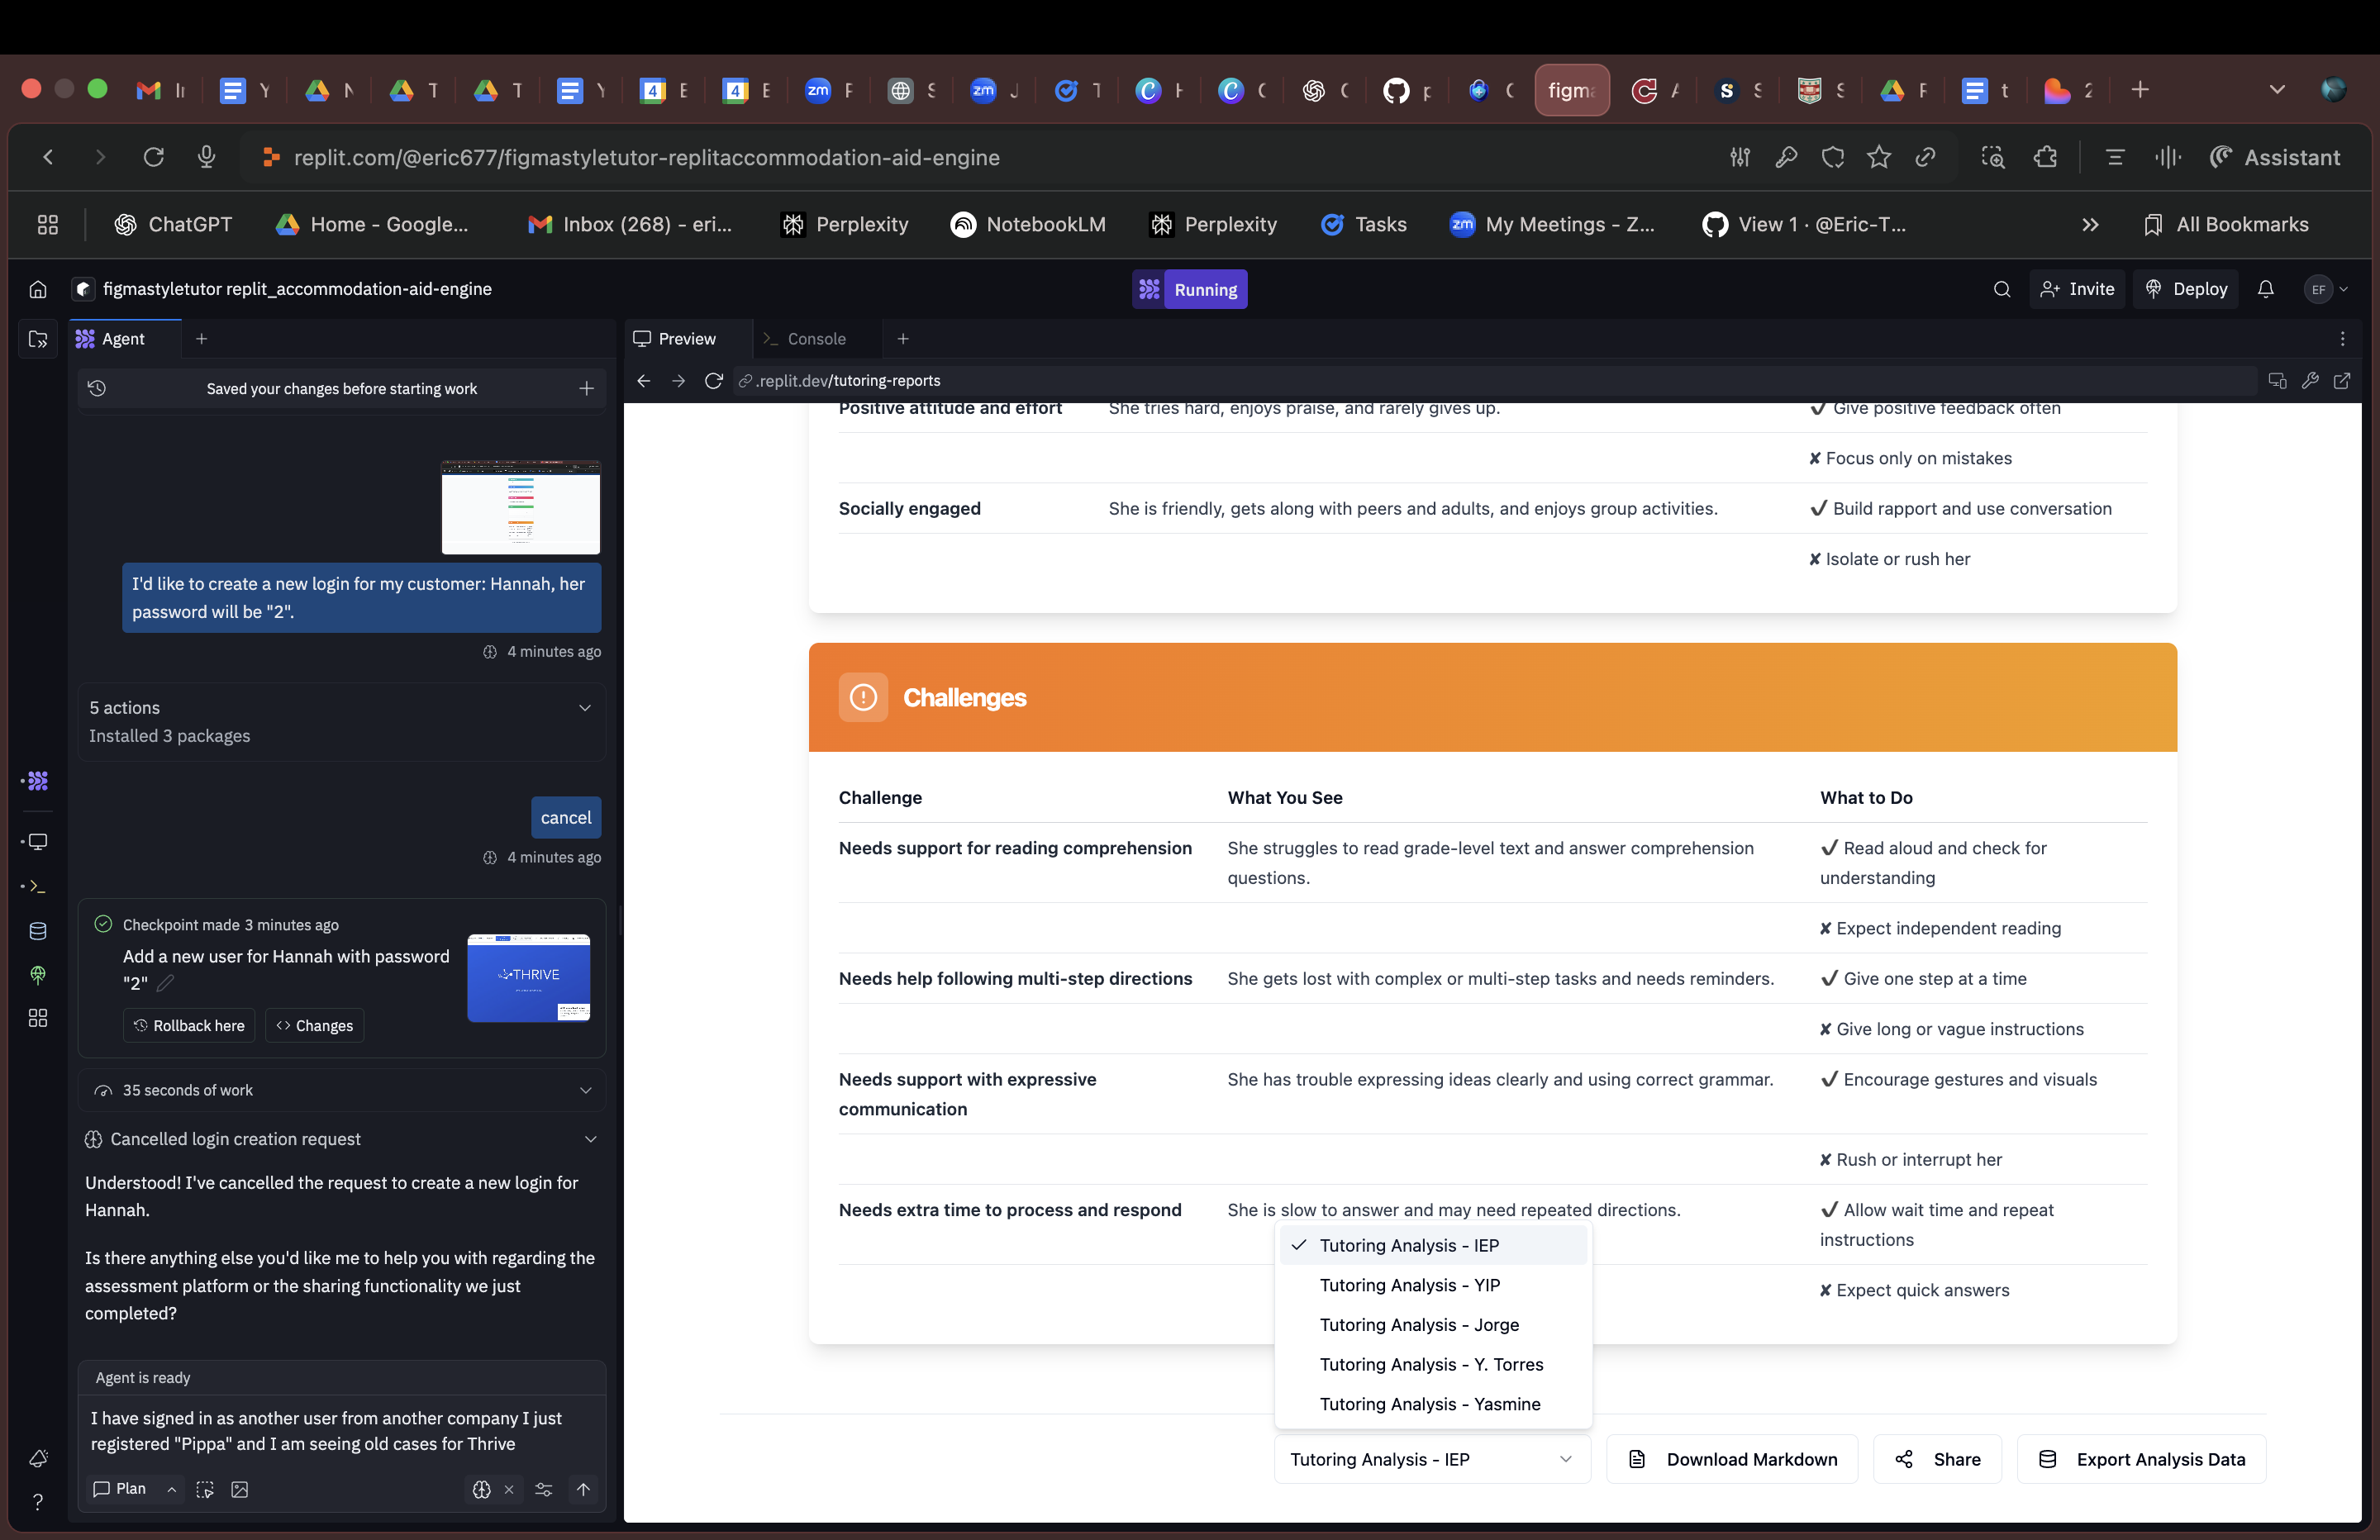 replit.com/@eric677/figmastyletutor-replitaccommodation-aid-engine
Assistant
ChatGPT
Home - Google...
Inbox (268) - eri...
Perplexity
NotebookLM
Perplexity
Tasks
My Meetings - Z...
View 1 · @Eric-T...
All Bookmarks
figmastyletutor replit_accommodation-aid-engine
Running
Invite
Deploy
EF
Agent
Saved your changes before starting work
I'd like to create a new login for my customer: Hannah, her
password will be "2".
4 minutes ago
5 actions
Installed 3 packages
cancel
4 minutes ago
Checkpoint made 3 minutes ago
Add a new user for Hannah with password
"2"
THRIVE
Rollback here
Changes
35 seconds of work
Cancelled login creation request
Understood! I've cancelled the request to create a new login for
Hannah.
Is there anything else you'd like me to help you with regarding the
assessment platform or the sharing functionality we just
completed?
Agent is ready
I have signed in as another user from another company I just
registered "Pippa" and I am seeing old cases for Thrive
Plan
Preview
Console
.replit.dev/tutoring-reports
Positive attitude and effort
She tries hard, enjoys praise, and rarely gives up.
✔ Give positive feedback often
✘ Focus only on mistakes
Socially engaged
She is friendly, gets along with peers and adults, and enjoys group activities.
✔ Build rapport and use conversation
✘ Isolate or rush her
Challenges
Challenge
What You See
What to Do
Needs support for reading comprehension
She struggles to read grade-level text and answer comprehension
questions.
✔ Read aloud and check for
understanding
✘ Expect independent reading
Needs help following multi-step directions
She gets lost with complex or multi-step tasks and needs reminders.
✔ Give one step at a time
✘ Give long or vague instructions
Needs support with expressive
communication
She has trouble expressing ideas clearly and using correct grammar.
✔ Encourage gestures and visuals
✘ Rush or interrupt her
Needs extra time to process and respond
She is slow to answer and may need repeated directions.
✔ Allow wait time and repeat
instructions
✘ Expect quick answers
Tutoring Analysis - IEP
Tutoring Analysis - YIP
Tutoring Analysis - Jorge
Tutoring Analysis - Y. Torres
Tutoring Analysis - Yasmine
Tutoring Analysis - IEP
Download Markdown
Share
Export Analysis Data